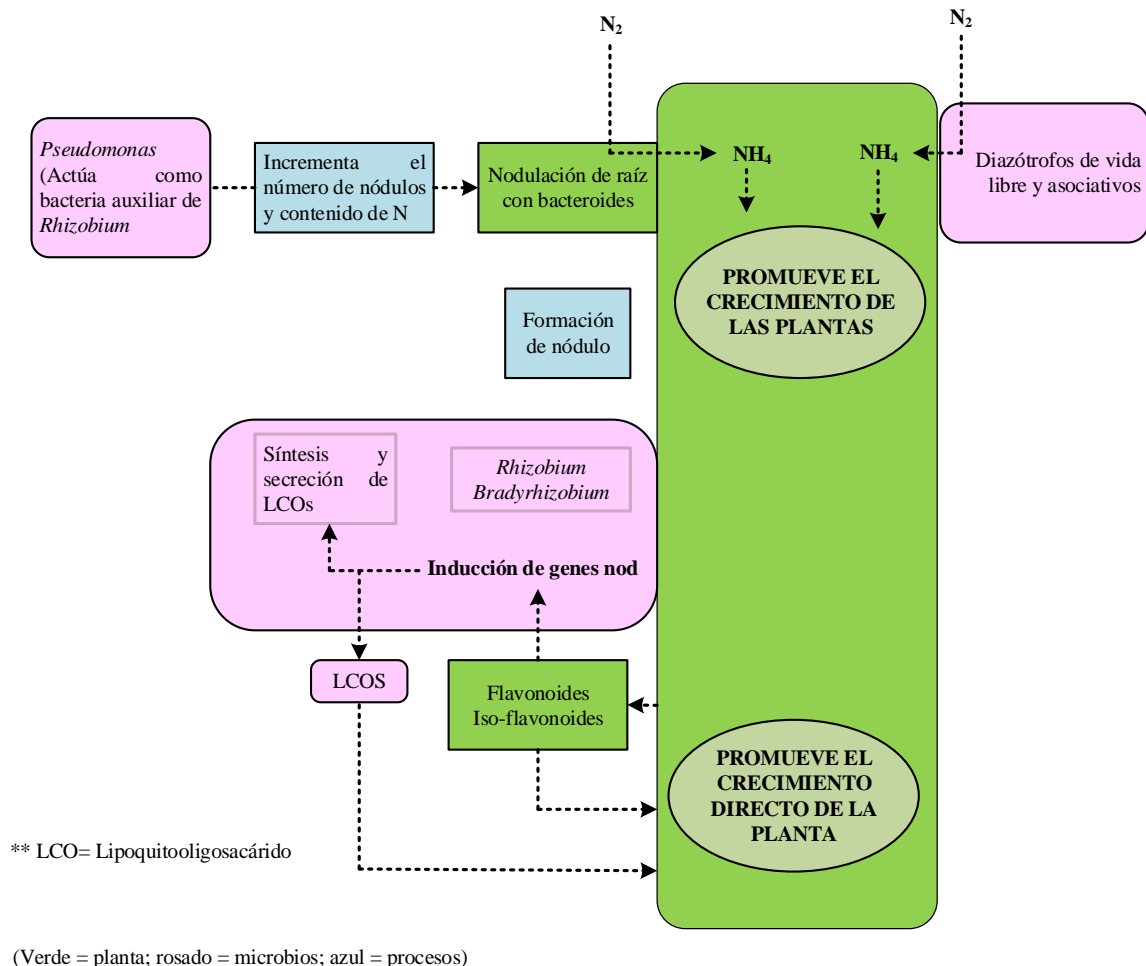 N₂
N₂
Pseudomonas
(Actúa como
bacteria auxiliar de
Rhizobium
Incrementa el
número de nódulos
y contenido de N
Nodulación de raíz
con bacteroides
NH₄
NH₄
Diazótrofos de vida
libre y asociativos
PROMUEVE EL
CRECIMIENTO DE
LAS PLANTAS
Formación
de nódulo
Síntesis y
secreción de
LCOs
Rhizobium
Bradyrhizobium
Inducción de genes nod
LCOS
Flavonoides
Iso-flavonoides
PROMUEVE EL
CRECIMIENTO
DIRECTO DE LA
PLANTA
** LCO= Lipoquitooligosacárido
(Verde = planta; rosado = microbios; azul = procesos)